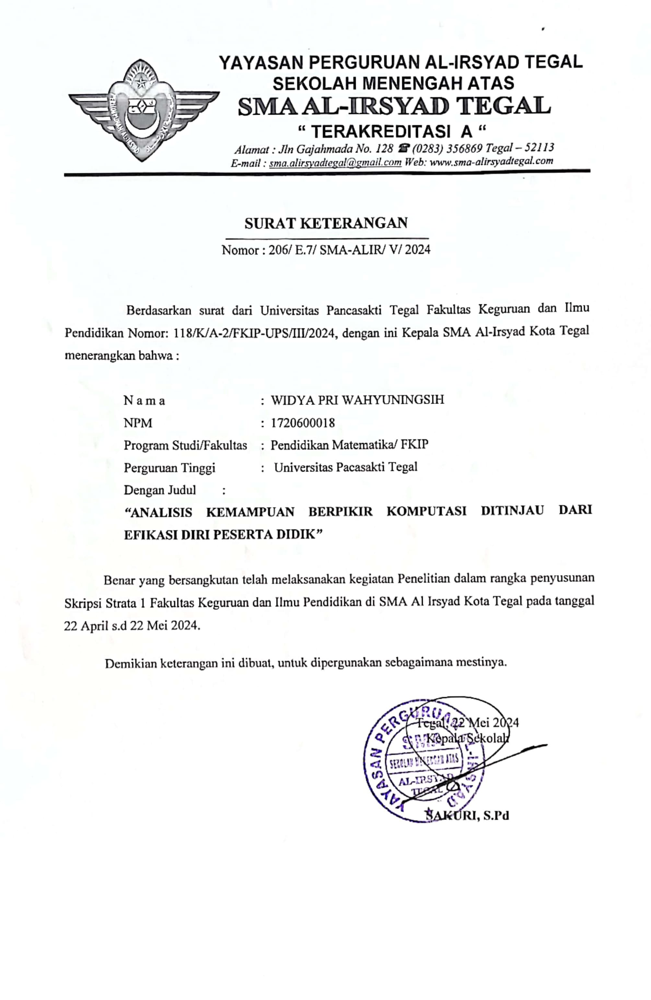 YAYASAN PERGURUAN AL-IRSYAD TEGAL
SEKOLAH MENENGAH ATAS
SMA AL-IRSYAD TEGAL
“ TERAKREDITASI A “
Alamat : Jln Gajahmada No. 128 ☎ (0283) 356869 Tegal – 52113
E-mail : sma.alirsyadtegal@gmail.com Web: www.sma-alirsyadtegal.com
PERHIMPUNAN AL-IRSYAD
SURAT KETERANGAN
Nomor : 206/ E.7/ SMA-ALIR/ V/ 2024
Berdasarkan surat dari Universitas Pancasakti Tegal Fakultas Keguruan dan Ilmu
Pendidikan Nomor: 118/K/A-2/FKIP-UPS/III/2024, dengan ini Kepala SMA Al-Irsyad Kota Tegal
menerangkan bahwa :
N a m a : WIDYA PRI WAHYUNINGSIH
NPM : 1720600018
Program Studi/Fakultas : Pendidikan Matematika/ FKIP
Perguruan Tinggi : Universitas Pacasakti Tegal
Dengan Judul :
“ANALISIS KEMAMPUAN BERPIKIR KOMPUTASI DITINJAU DARI
EFIKASI DIRI PESERTA DIDIK”
Benar yang bersangkutan telah melaksanakan kegiatan Penelitian dalam rangka penyusunan
Skripsi Strata 1 Fakultas Keguruan dan Ilmu Pendidikan di SMA Al Irsyad Kota Tegal pada tanggal
22 April s.d 22 Mei 2024.
Demikian keterangan ini dibuat, untuk dipergunakan sebagaimana mestinya.
Tegal, 22 Mei 2024
Kepala Sekolah
YAYASAN PERGURUAN AL-IRSYAD
SMA
SEKOLAH MENENGAH ATAS
AL-IRSYAD
TEGAL
SAKURI, S.Pd